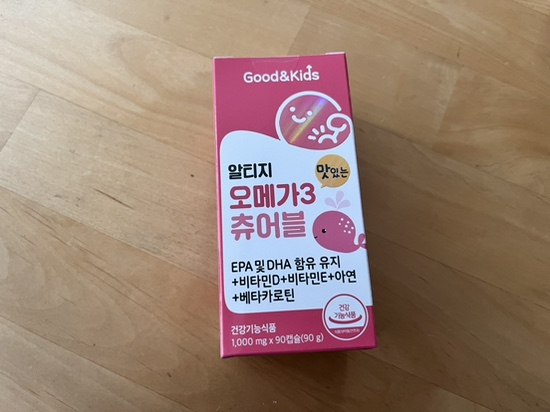 Good&Kids
알티지
맛있는
오메가3
츄어블
EPA 및 DHA 함유 유지
+비타민D+비타민E+아연
+베타카로틴
건강
기능식품
건강기능식품
1,000 mg x 90캡슐(90 g)